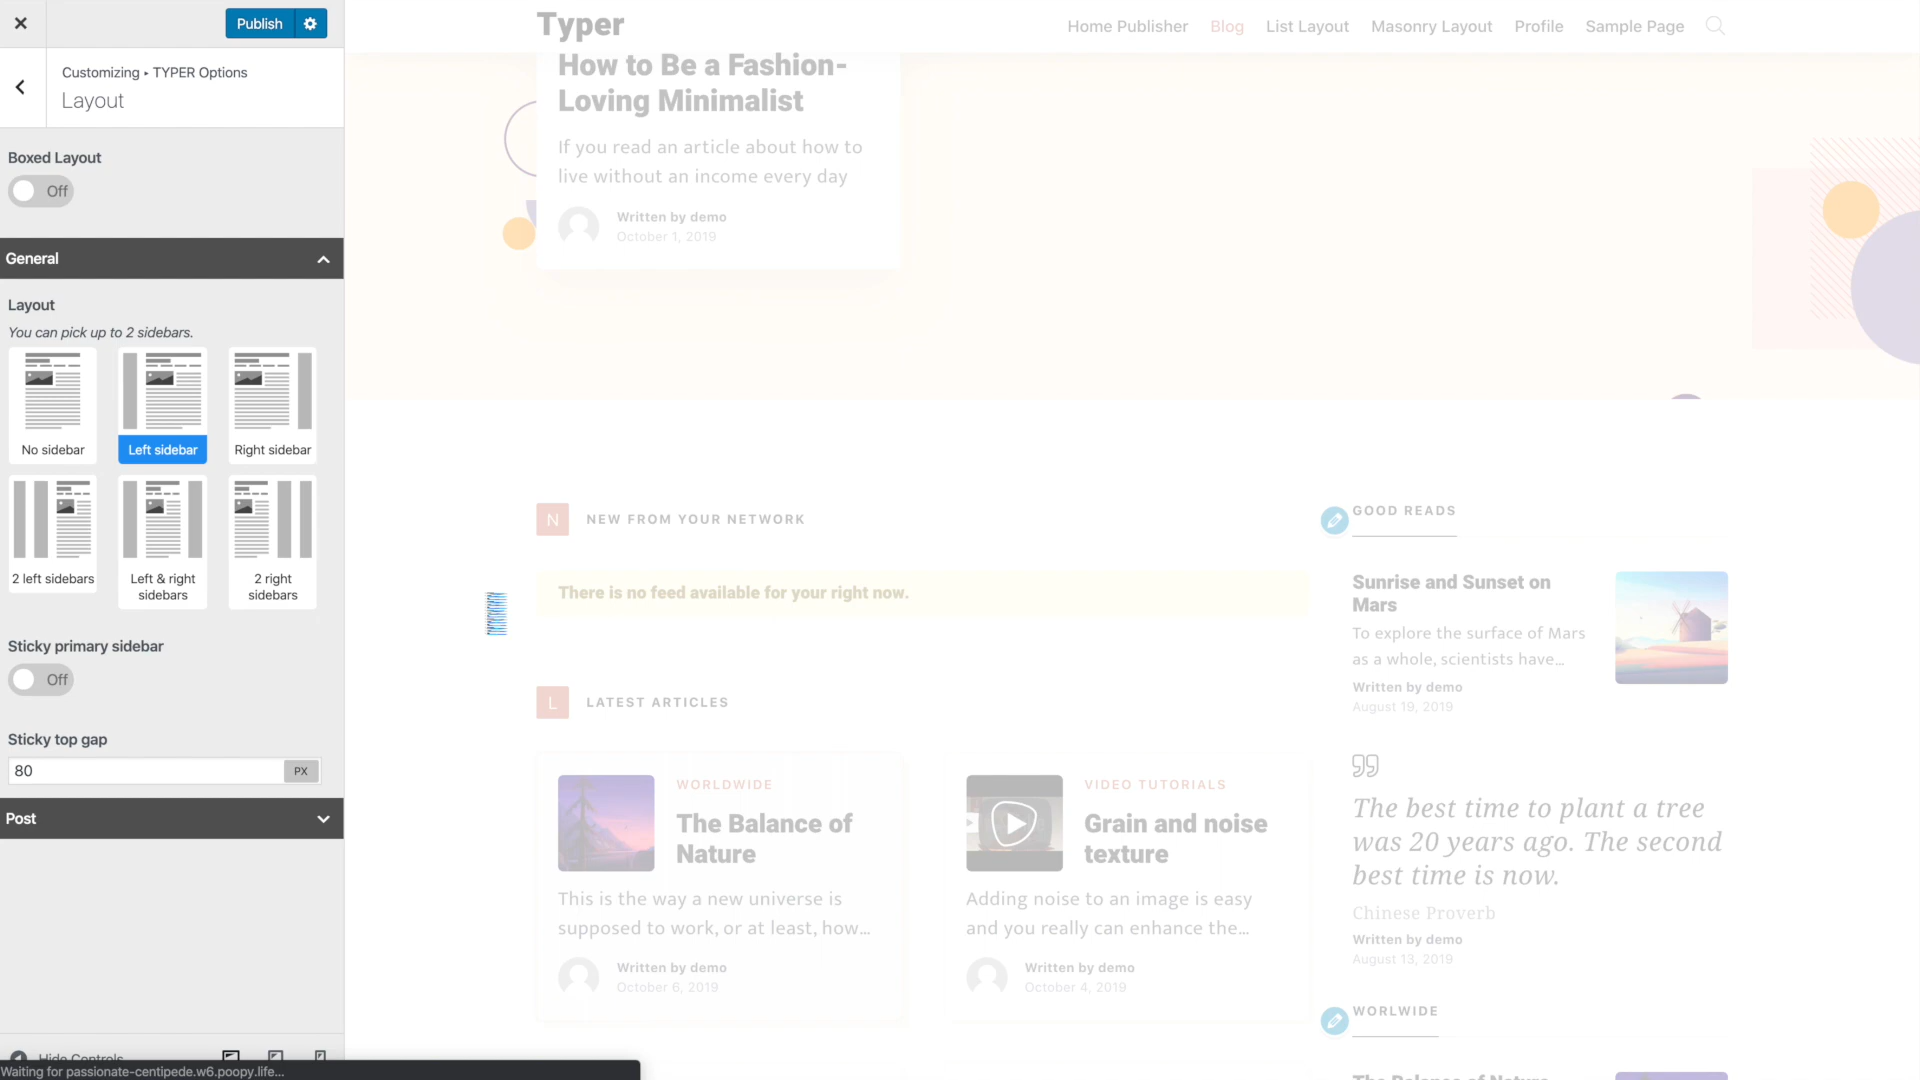 Publish
Customizing ▸ TYPER Options
Layout
Boxed Layout
Off
General
Layout
You can pick up to 2 sidebars.
No sidebar
Left sidebar
Right sidebar
2 left sidebars
Left & right
sidebars
2 right
sidebars
Sticky primary sidebar
Off
Sticky top gap
80
PX
Post
Hide Controls
Waiting for passionate-centipede.w6.poopy.life...
Typer
Home Publisher
Blog
List Layout
Masonry Layout
Profile
Sample Page
How to Be a Fashion-
Loving Minimalist
If you read an article about how to
live without an income every day
Written by demo
October 1, 2019
N
NEW FROM YOUR NETWORK
There is no feed available for your right now.
L
LATEST ARTICLES
WORLDWIDE
The Balance of
Nature
This is the way a new universe is
supposed to work, or at least, how...
Written by demo
October 6, 2019
VIDEO TUTORIALS
Grain and noise
texture
Adding noise to an image is easy
and you really can enhance the...
Written by demo
October 4, 2019
GOOD READS
Sunrise and Sunset on
Mars
To explore the surface of Mars
as a whole, scientists have...
Written by demo
August 19, 2019
The best time to plant a tree
was 20 years ago. The second
best time is now.
Chinese Proverb
Written by demo
August 13, 2019
WORLWIDE
The Balance of Nature